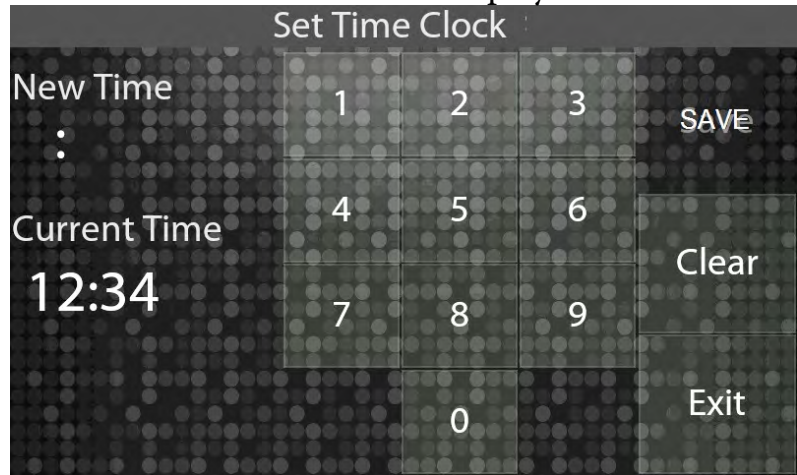 Set Time Clock :
New Time
:
Current Time
12:34
1 2 3
4 5 6
7 8 9
0
SAVE
Clear
Exit